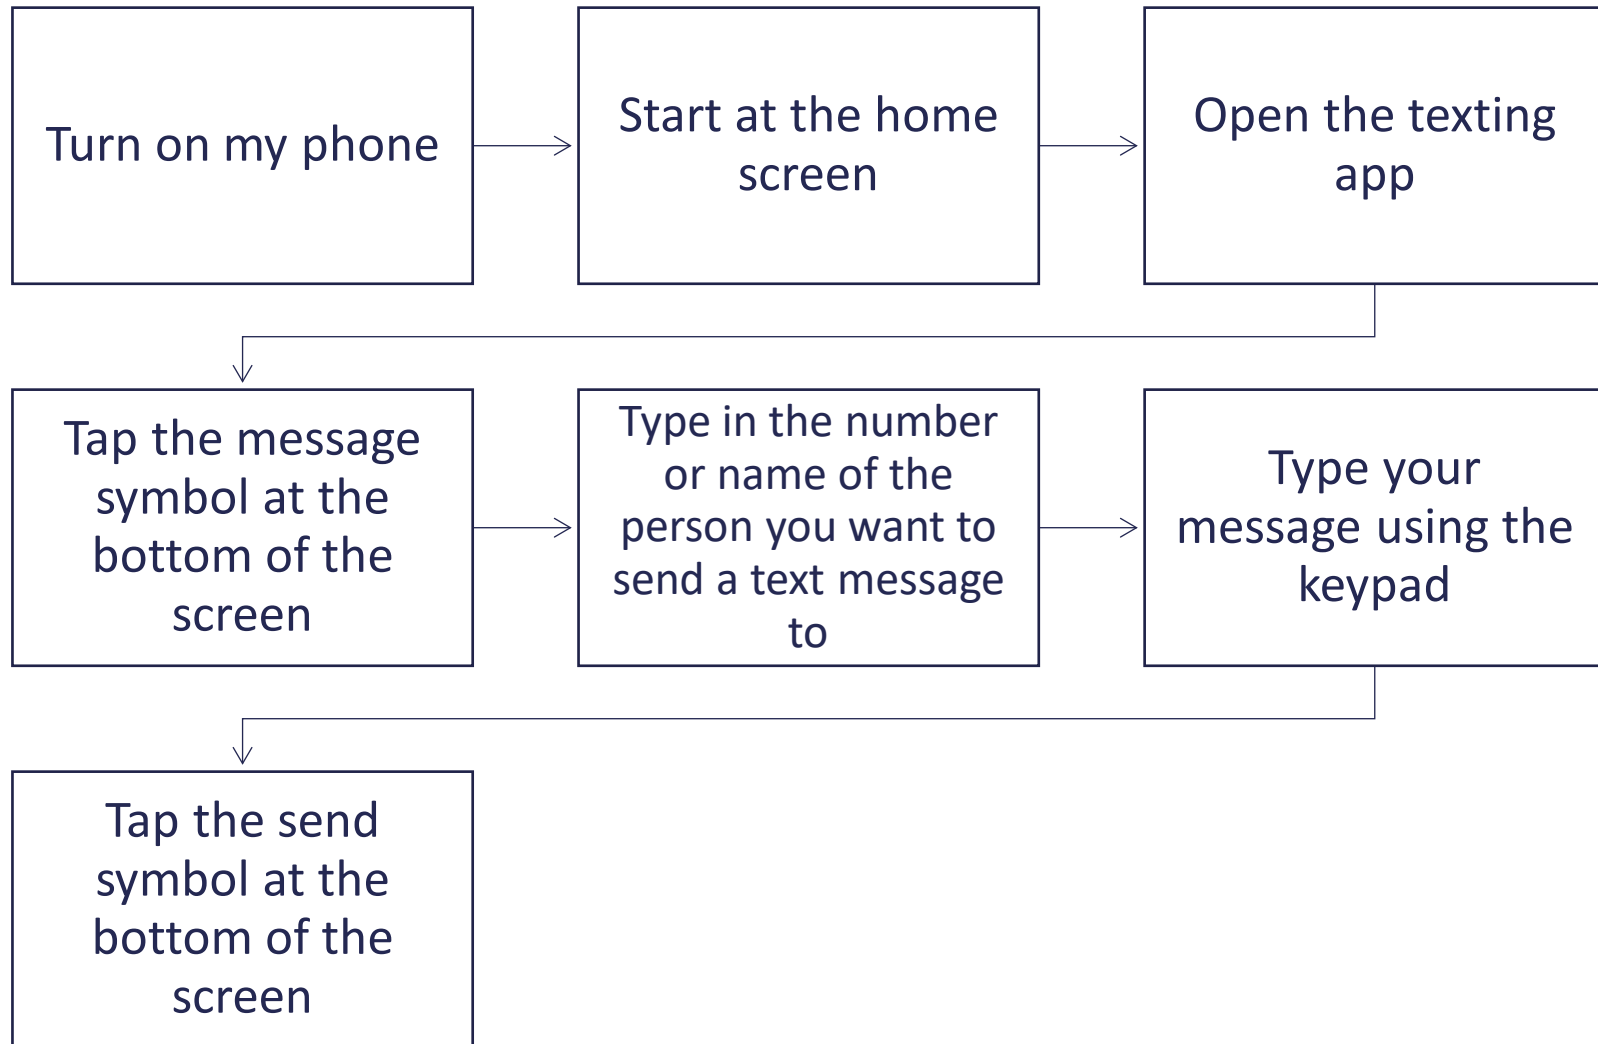 Turn on my phone
Start at the home
screen
Open the texting
app
Tap the message
symbol at the
bottom of the
screen
Type in the number
or name of the
person you want to
send a text message
to
Type your
message using the
keypad
Tap the send
symbol at the
bottom of the
screen